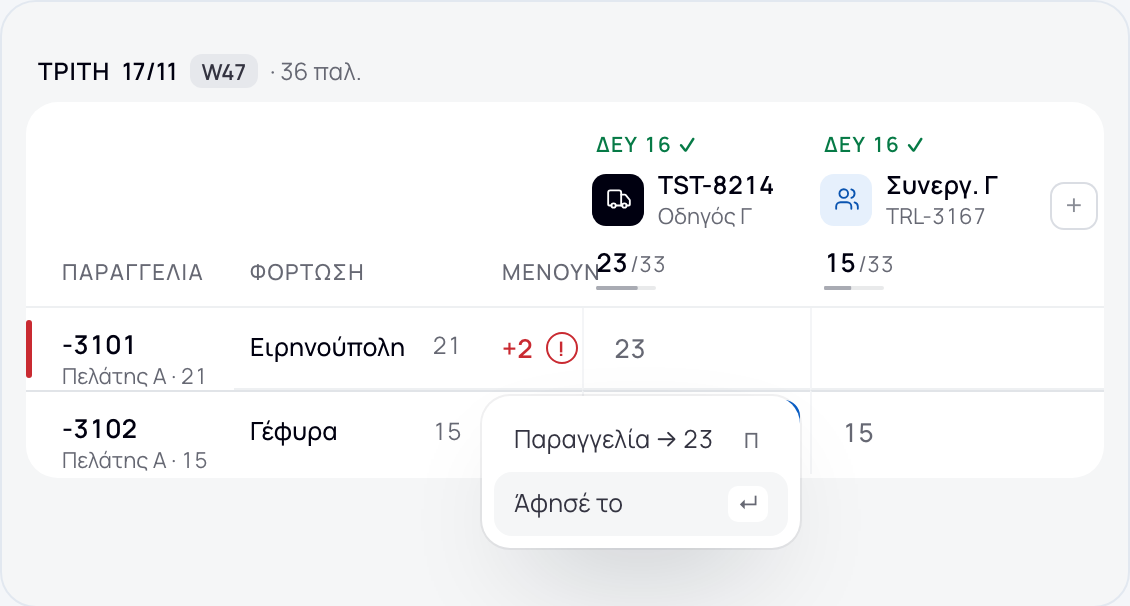 ΤΡΙΤΗ 17/11 W47 · 36 παλ.
ΔΕΥ 16 ✓ ΔΕΥ 16 ✓
TST-8214 Συνεργ. Γ
Οδηγός Γ TRL-3167
+
ΠΑΡΑΓΓΕΛΙΑ ΦΟΡΤΩΣΗ ΜΕΝΟΥΝ 23/33 15/33
-3101 Ειρηνούπολη 21 +2 ! 23
Πελάτης Α · 21
-3102 Γέφυρα 15 15
Πελάτης Α · 15
Παραγγελία → 23 Π
Άφησέ το ↵